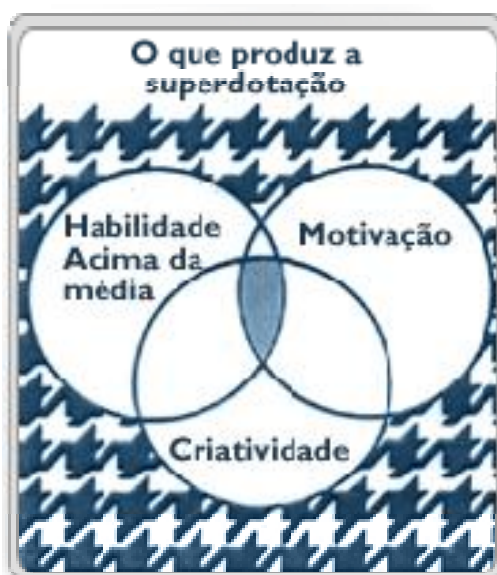 O que produz a
superdotação
Habilidade
Acima da
média
Motivação
Criatividade